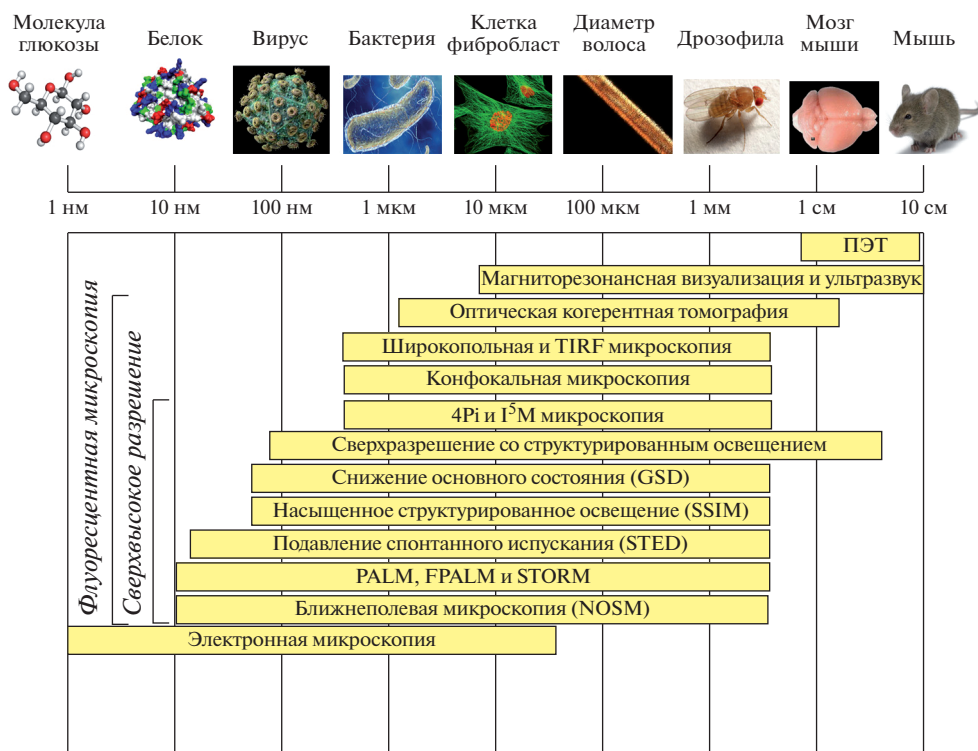 Молекула
глюкозы
Белок
Вирус
Бактерия
Клетка
фибробласт
Диаметр
волоса
Дрозофила
Мозг
мыши
Мышь
1 нм
10 нм
100 нм
1 мкм
10 мкм
100 мкм
1 мм
1 см
10 см
ПЭТ
Магниторезонансная визуализация и ультразвук
Оптическая когерентная томография
Широкопольная и TIRF микроскопия
Конфокальная микроскопия
4Pi и I⁵M микроскопия
Сверхразрешение со структурированным освещением
Снижение основного состояния (GSD)
Насыщенное структурированное освещение (SSIM)
Подавление спонтанного испускания (STED)
PALM, FPALM и STORM
Ближнеполевая микроскопия (NOSM)
Электронная микроскопия
Флуоресцентная микроскопия
Сверхвысокое разрешение